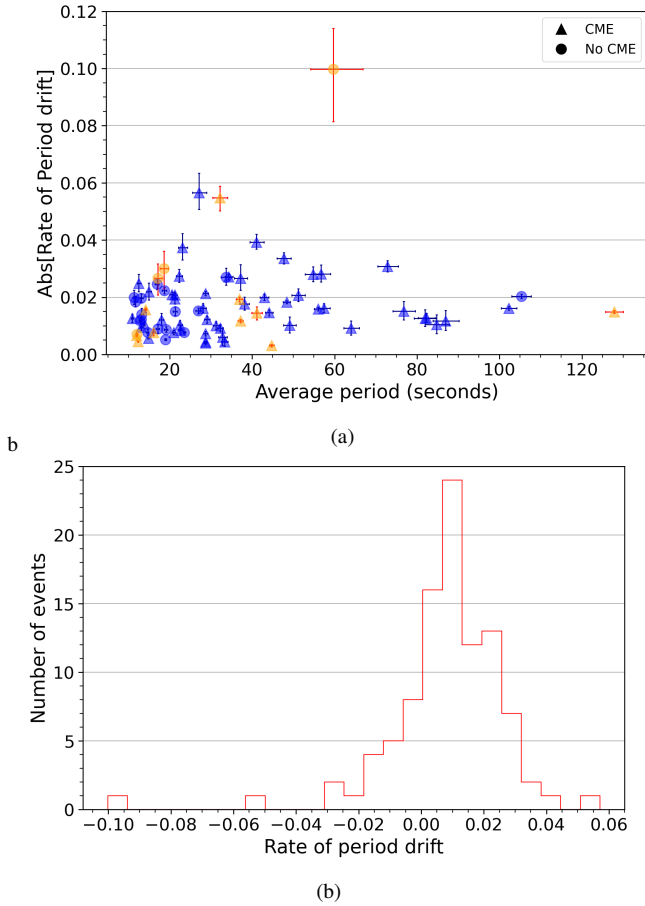 0.12
0.10
0.08
0.06
0.04
0.02
0.00
Abs[Rate of Period drift]
CME
No CME
20 40 60 80 100 120
Average period (seconds)
(a)
b
25
20
15
10
5
0
Number of events
−0.10 −0.08 −0.06 −0.04 −0.02 0.00 0.02 0.04 0.06
Rate of period drift
(b)